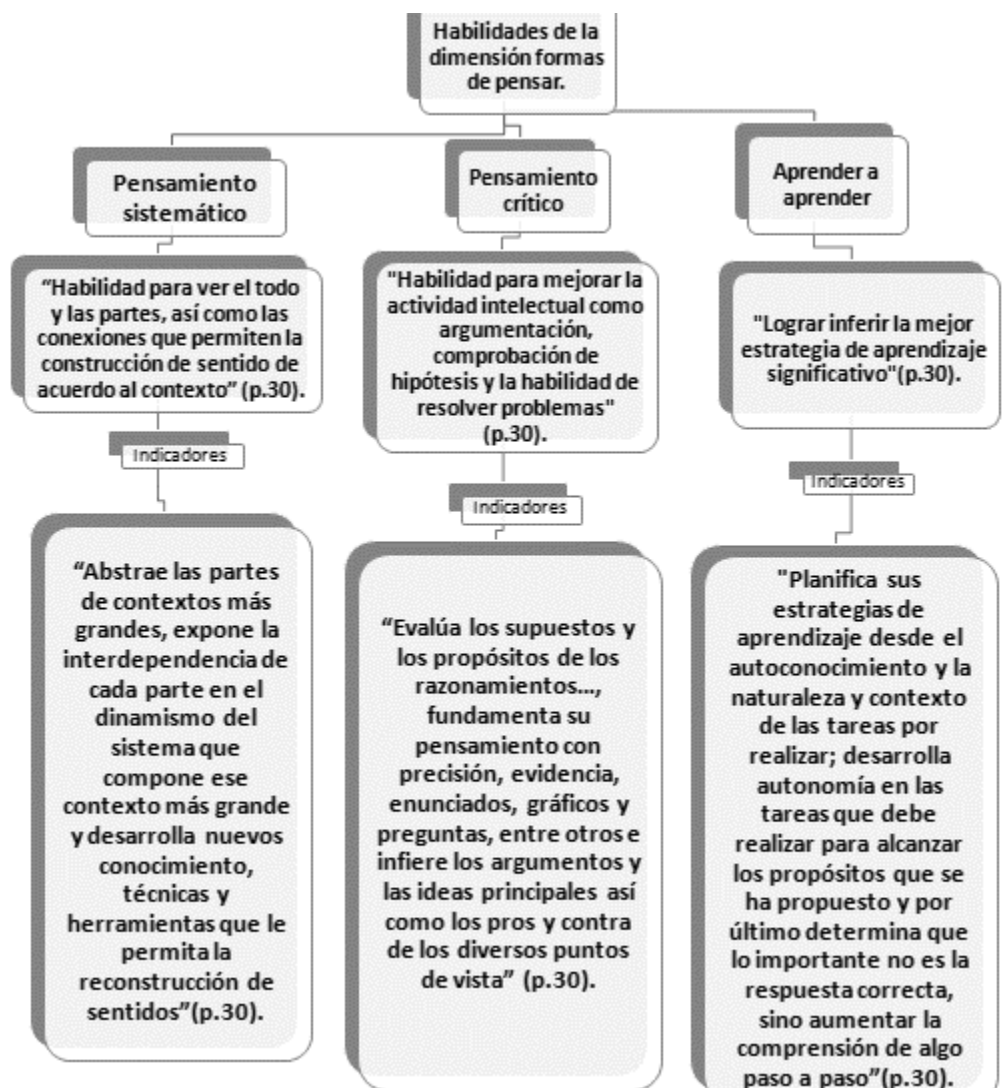 Habilidades de la
dimensión formas
de pensar.
Pensamiento
sistemático
“Habilidad para ver el todo
y las partes, así como las
conexiones que permiten la
construcción de sentido de
acuerdo al contexto” (p.30).
Indicadores
“Abstrae las partes
de contextos más
grandes, expone la
interdependencia de
cada parte en el
dinamismo del
sistema que
compone ese
contexto más grande
y desarrolla nuevos
conocimiento,
técnicas y
herramientas que le
permita la
reconstrucción de
sentidos”(p.30).
Pensamiento
crítico
"Habilidad para mejorar la
actividad intelectual como
argumentación,
comprobación de
hipótesis y la habilidad de
resolver problemas"
(p.30).
Indicadores
“Evalúa los supuestos y
los propósitos de los
razonamientos...,
fundamenta su
pensamiento con
precisión, evidencia,
enunciados, gráficos y
preguntas, entre otros e
infiere los argumentos y
las ideas principales así
como los pros y contra
de los diversos puntos
de vista” (p.30).
Aprender a
aprender
"Lograr inferir la mejor
estrategia de aprendizaje
significativo"(p.30).
Indicadores
"Planifica sus
estrategias de
aprendizaje desde el
autoconocimiento y la
naturaleza y contexto
de las tareas por
realizar; desarrolla
autonomía en las
tareas que debe
realizar para alcanzar
los propósitos que se
ha propuesto y por
último determina que
lo importante no es la
respuesta correcta,
sino aumentar la
comprensión de algo
paso a paso”(p.30).